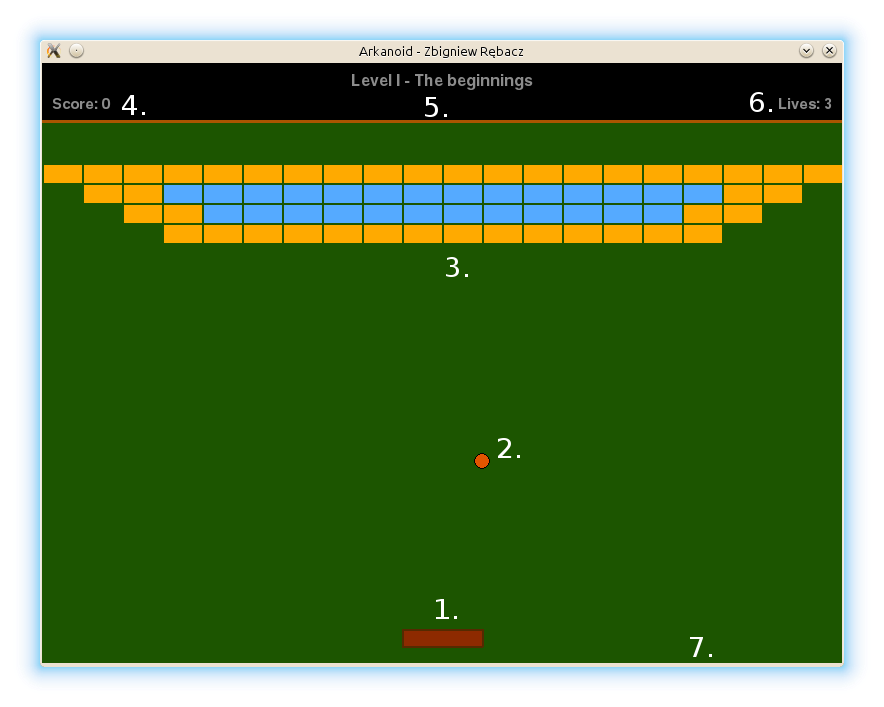 Arkanoid - Zbigniew Rębacz
Level I - The beginnings
Score: 0 4. 5. 6. Lives: 3
3.
2.
1.
7.